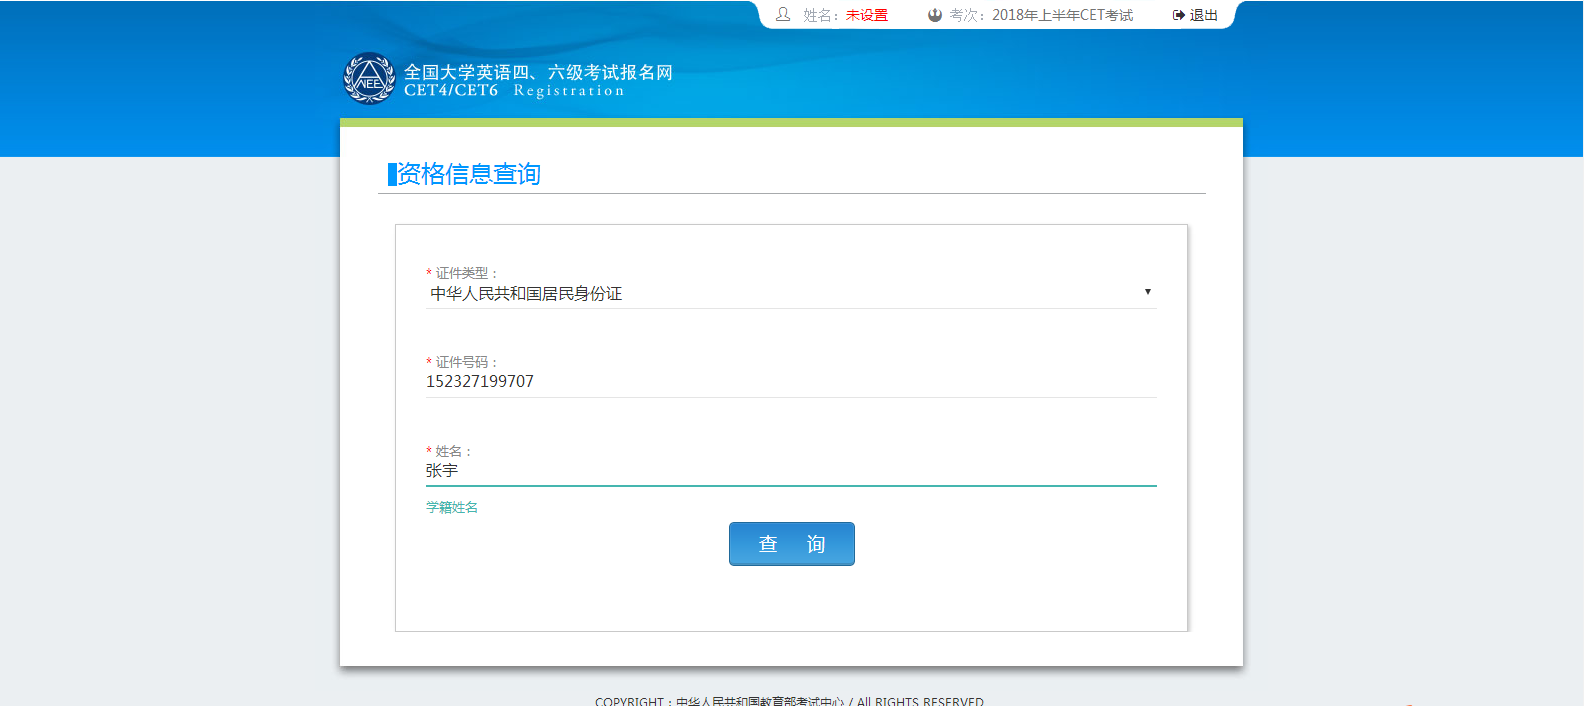 姓名：未设置 考次：2018年上半年CET考试 退出
NEEA
全国大学英语四、六级考试报名网
CET4/CET6 Registration
资格信息查询
* 证件类型：
中华人民共和国居民身份证
* 证件号码：
152327199707
* 姓名：
张宇
学籍姓名
查 询
COPYRIGHT：中华人民共和国教育部考试中心 / All RIGHTS RESERVED